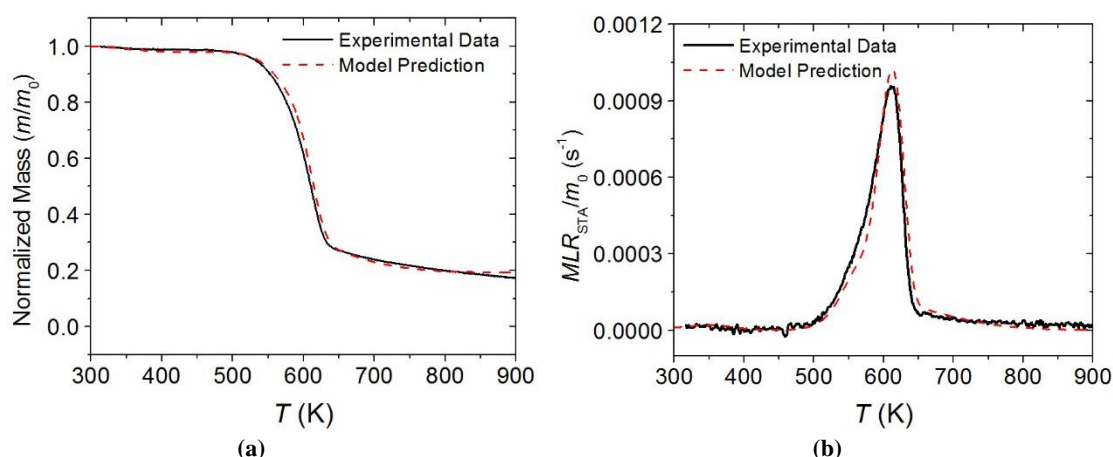 1.0
0.8
0.6
0.4
0.2
0.0
Normalized Mass (m/m0)
Experimental Data
Model Prediction
300 400 500 600 700 800 900
T (K)
(a)
0.0012
0.0009
0.0006
0.0003
0.0000
MLRSTA/m0 (s-1)
Experimental Data
Model Prediction
300 400 500 600 700 800 900
T (K)
(b)